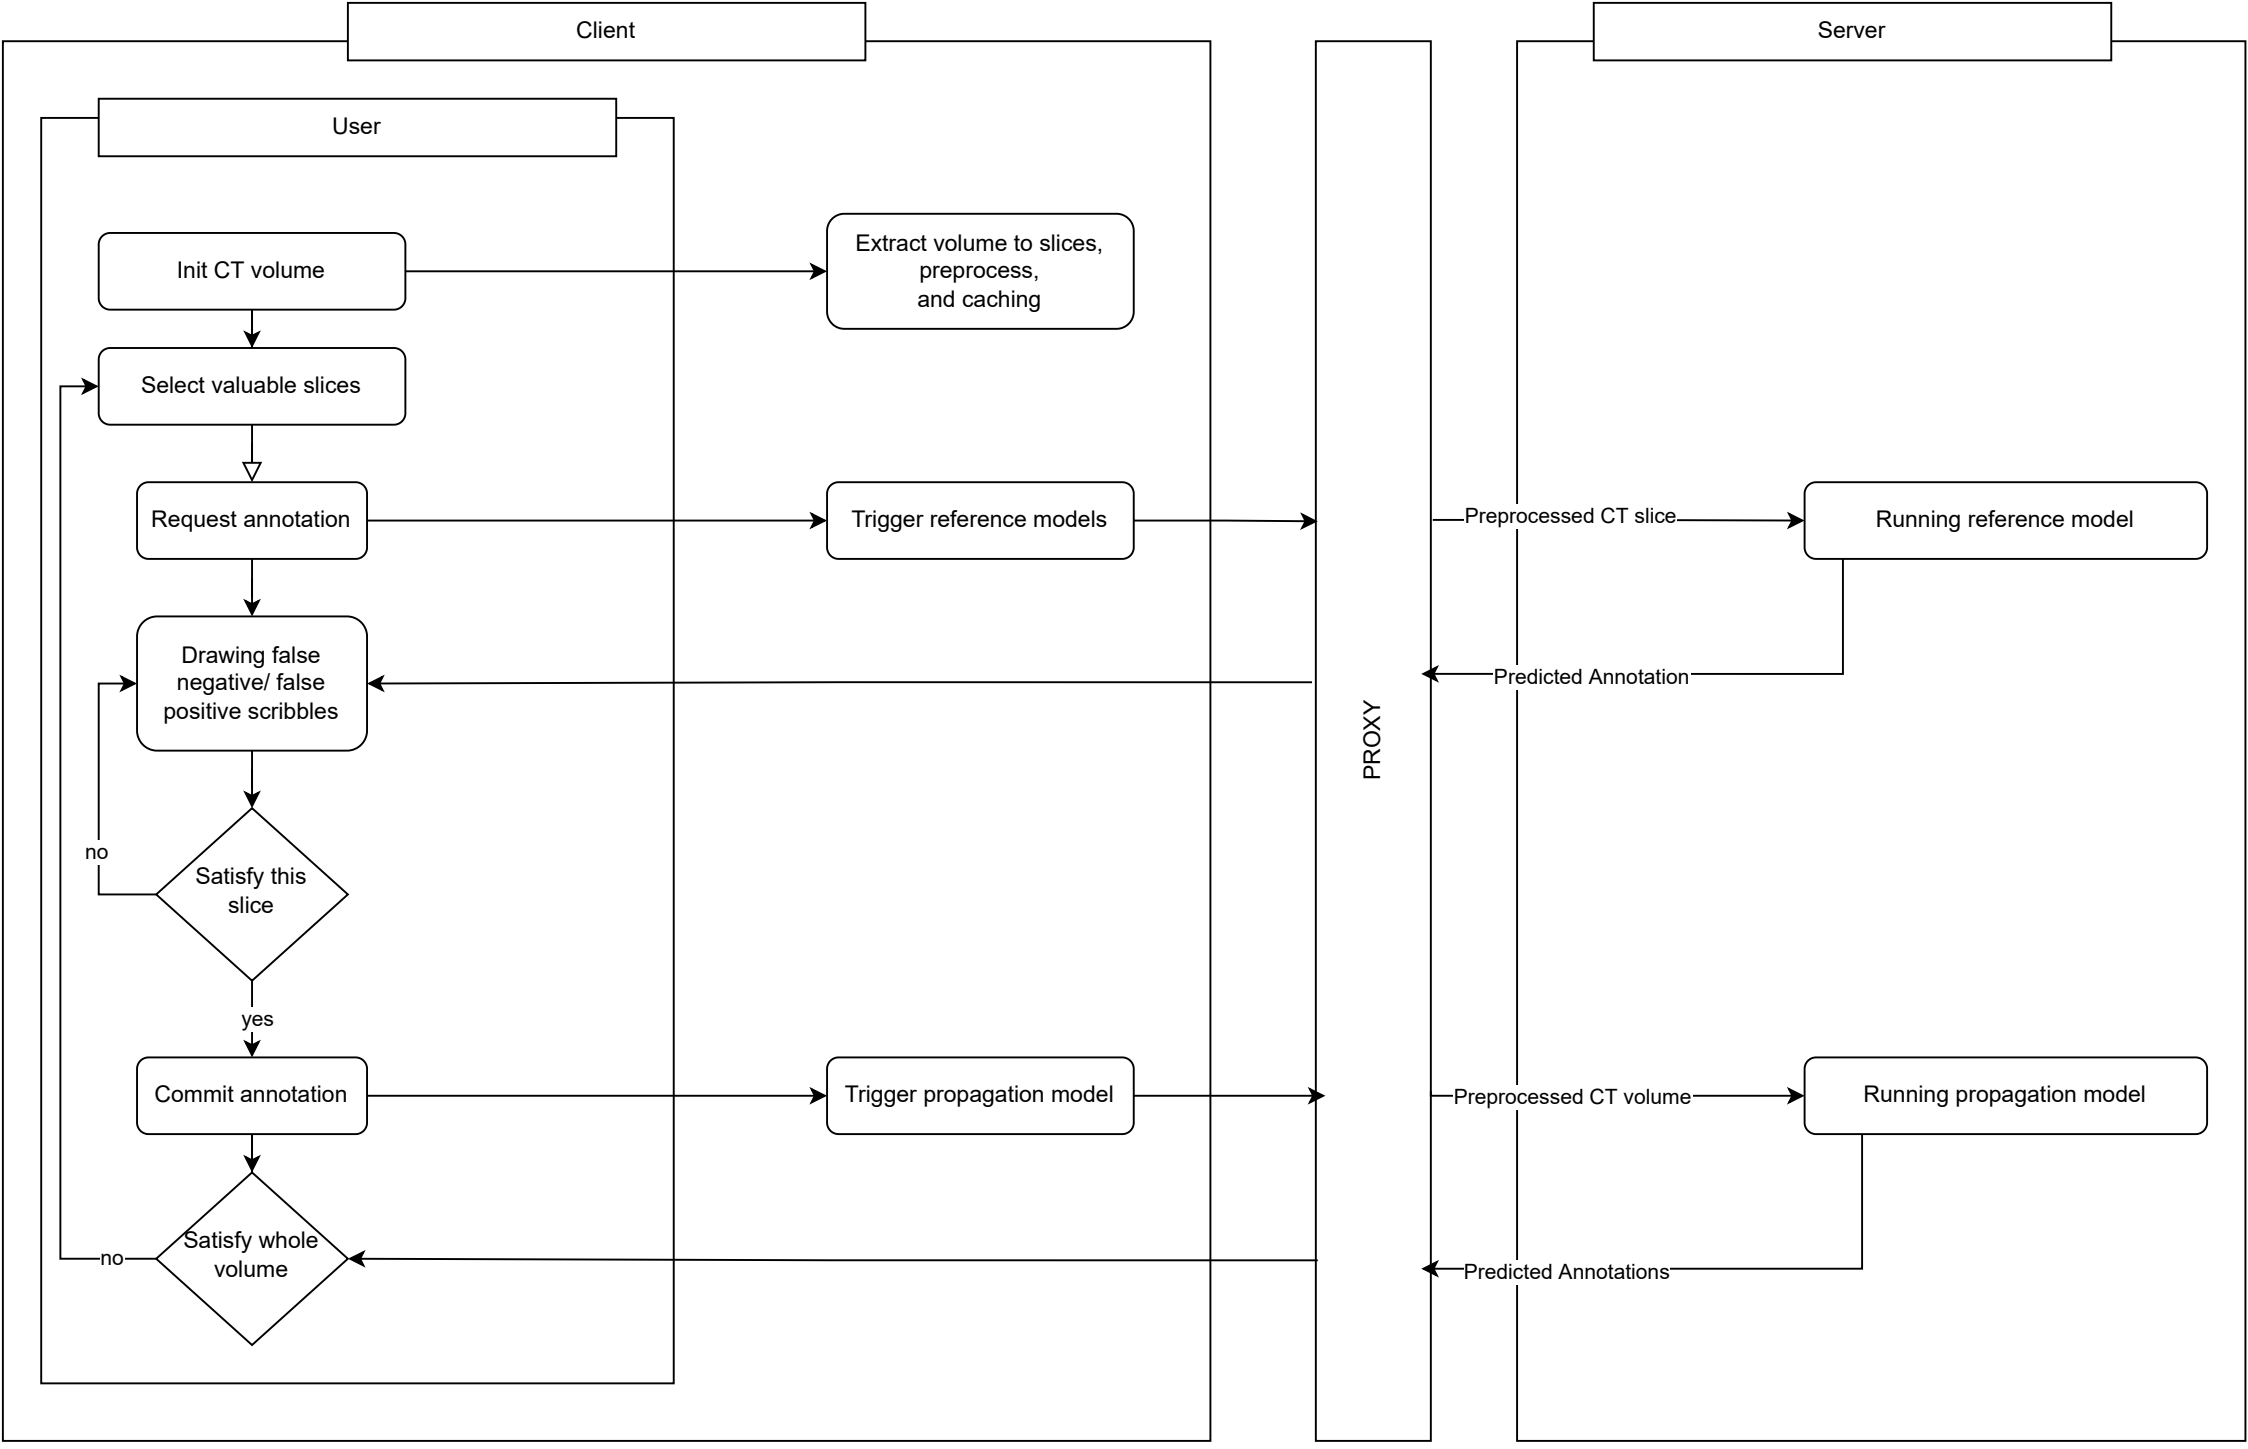 Client
Server
User
Init CT volume
Extract volume to slices,
preprocess,
and caching
Select valuable slices
Request annotation
Trigger reference models
Preprocessed CT slice
Running reference model
Drawing false
negative/ false
positive scribbles
Predicted Annotation
PROXY
no
Satisfy this
slice
yes
Commit annotation
Trigger propagation model
Preprocessed CT volume
Running propagation model
no
Satisfy whole
volume
Predicted Annotations